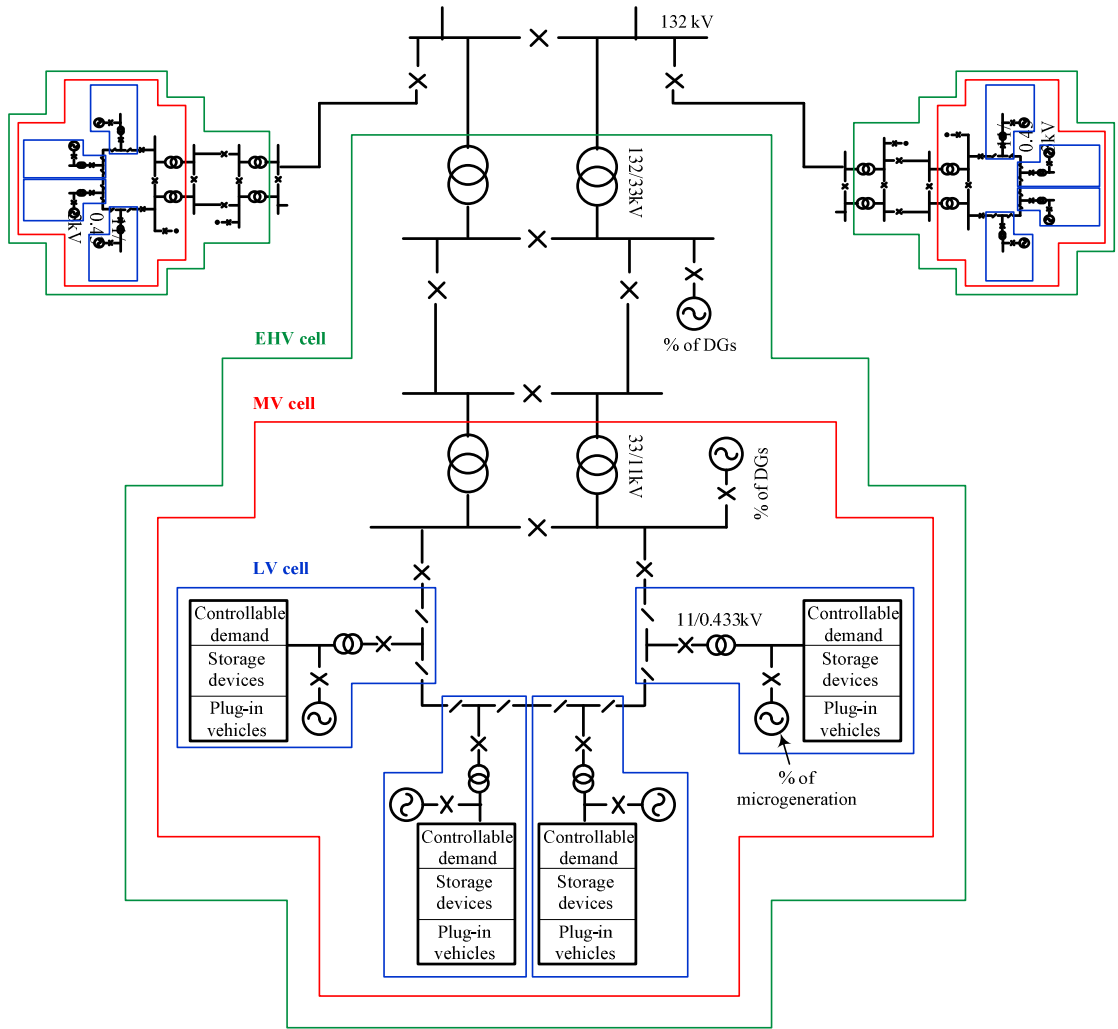 132 kV
132/33kV
% of DGs
EHV cell
MV cell
33/11kV
% of DGs
LV cell
Controllable
demand
Storage
devices
Plug-in
vehicles
11/0.433kV
Controllable
demand
Storage
devices
Plug-in
vehicles
% of
microgeneration
Controllable
demand
Storage
devices
Plug-in
vehicles
Controllable
demand
Storage
devices
Plug-in
vehicles